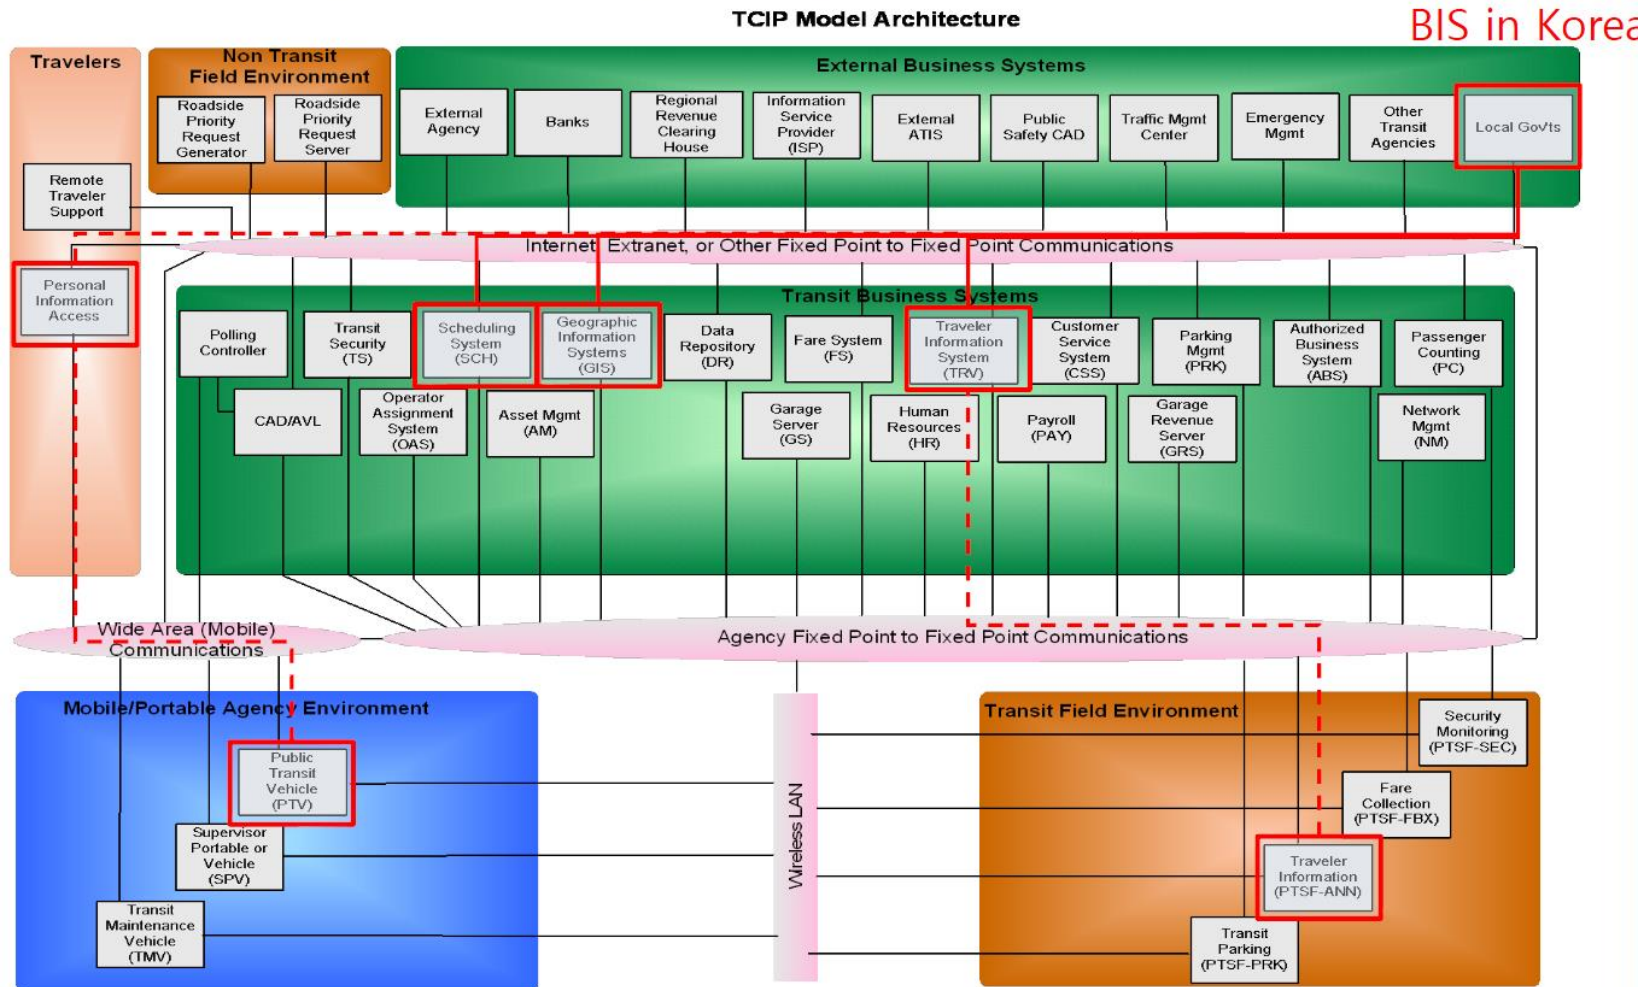 TCIP Model Architecture
BIS in Korea
Travelers
Non Transit
Field Environment
External Business Systems
Roadside
Priority
Request
Generator
Roadside
Priority
Request
Server
External
Agency
Banks
Regional
Revenue
Clearing
House
Information
Service
Provider
(ISP)
External
ATIS
Public
Safety CAD
Traffic Mgmt
Center
Emergency
Mgmt
Other
Transit
Agencies
Local Gov'ts
Remote
Traveler
Support
Internet, Extranet, or Other Fixed Point to Fixed Point Communications
Personal
Information
Access
Transit Business Systems
Polling
Controller
Transit
Security
(TS)
Scheduling
System
(SCH)
Geographic
Information
Systems
(GIS)
Data
Repository
(DR)
Fare System
(FS)
Traveler
Information
System
(TRV)
Customer
Service
System
(CSS)
Parking
Mgmt
(PRK)
Authorized
Business
System
(ABS)
Passenger
Counting
(PC)
CAD/AVL
Operator
Assignment
System
(OAS)
Asset Mgmt
(AM)
Garage
Server
(GS)
Human
Resources
(HR)
Payroll
(PAY)
Garage
Revenue
Server
(GRS)
Network
Mgmt
(NM)
Wide Area (Mobile)
Communications
Agency Fixed Point to Fixed Point Communications
Mobile/Portable Agency Environment
Public
Transit
Vehicle
(PTV)
Supervisor
Portable or
Vehicle
(SPV)
Transit
Maintenance
Vehicle
(TMV)
Wireless LAN
Transit Field Environment
Security
Monitoring
(PTSF-SEC)
Fare
Collection
(PTSF-FBX)
Traveler
Information
(PTSF-ANN)
Transit
Parking
(PTSF-PRK)